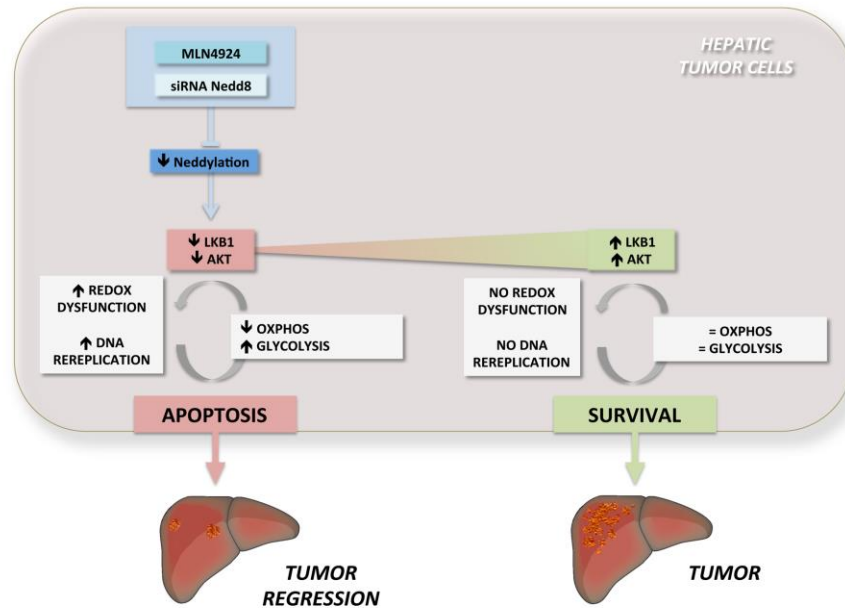 HEPATIC
TUMOR CELLS
MLN4924
siRNA Nedd8
↓ Neddylation
↓ LKB1
↓ AKT
↑ LKB1
↑ AKT
↑ REDOX
DYSFUNCTION
↑ DNA
REREPLICATION
↓ OXPHOS
↑ GLYCOLYSIS
NO REDOX
DYSFUNCTION
NO DNA
REREPLICATION
= OXPHOS
= GLYCOLYSIS
APOPTOSIS
SURVIVAL
TUMOR
REGRESSION
TUMOR